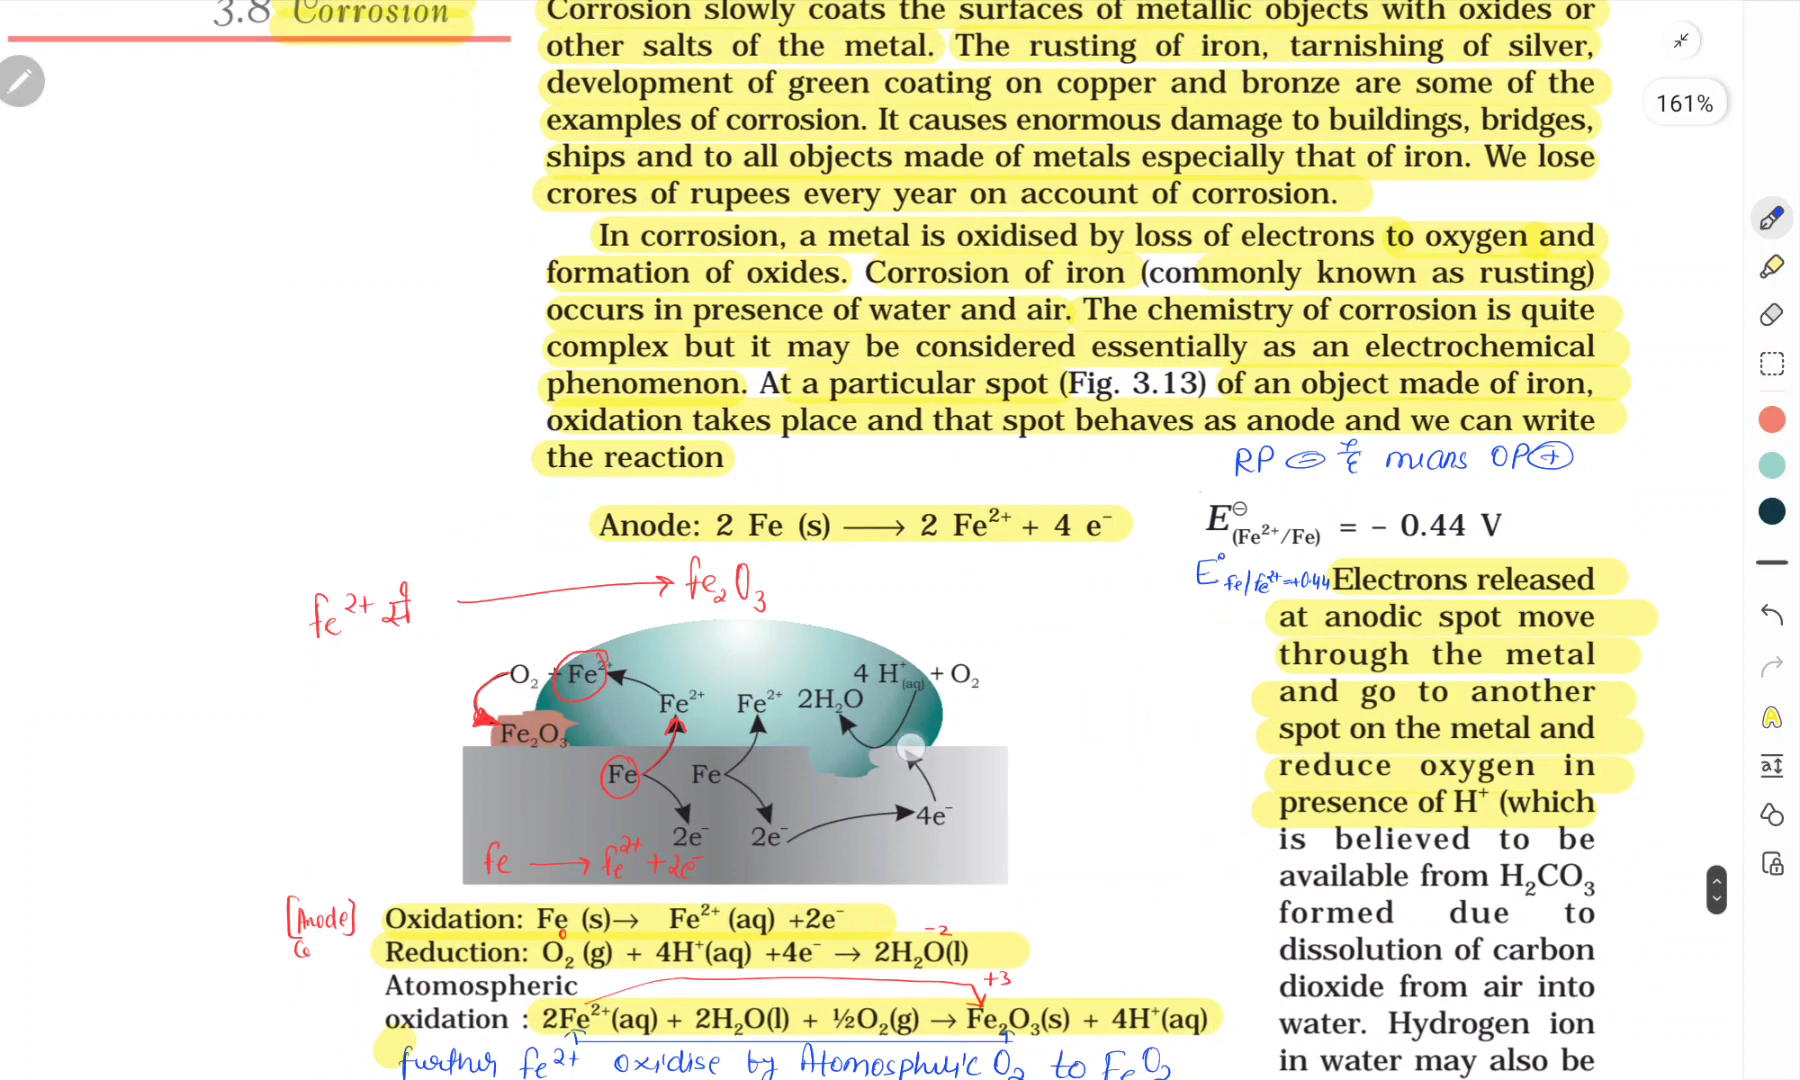 3.8 Corrosion
Corrosion slowly coats the surfaces of metallic objects with oxides or
other salts of the metal. The rusting of iron, tarnishing of silver,
development of green coating on copper and bronze are some of the
examples of corrosion. It causes enormous damage to buildings, bridges,
ships and to all objects made of metals especially that of iron. We lose
crores of rupees every year on account of corrosion.
In corrosion, a metal is oxidised by loss of electrons to oxygen and
formation of oxides. Corrosion of iron (commonly known as rusting)
occurs in presence of water and air. The chemistry of corrosion is quite
complex but it may be considered essentially as an electrochemical
phenomenon. At a particular spot (Fig. 3.13) of an object made of iron,
oxidation takes place and that spot behaves as anode and we can write
the reaction
RP ⊖ means OP⊕
Anode: 2 Fe (s) ⟶ 2 Fe²⁺ + 4 e⁻
E⊖(Fe²⁺/Fe) = – 0.44 V
E°fe/fe²⁺=+0.44
Electrons released
at anodic spot move
through the metal
and go to another
spot on the metal and
reduce oxygen in
presence of H⁺ (which
is believed to be
available from H₂CO₃
formed due to
dissolution of carbon
dioxide from air into
water. Hydrogen ion
in water may also be
fe²⁺ ⟶ fe₂O₃
O₂ + Fe²⁺
4 H⁺(aq) + O₂
Fe²⁺ Fe²⁺ 2H₂O
Fe₂O₃
Fe Fe
4e⁻
2e⁻ 2e⁻
fe ⟶ fe²⁺ +2e⁻
[Anode]
Oxidation: Fe (s)→ Fe²⁺ (aq) +2e⁻
0 -2
Reduction: O₂ (g) + 4H⁺(aq) +4e⁻ → 2H₂O(l)
Atomospheric
+3
oxidation : 2Fe²⁺(aq) + 2H₂O(l) + ½O₂(g) → Fe₂O₃(s) + 4H⁺(aq)
further fe²⁺ oxidise by Atomospheric O₂ to
161%